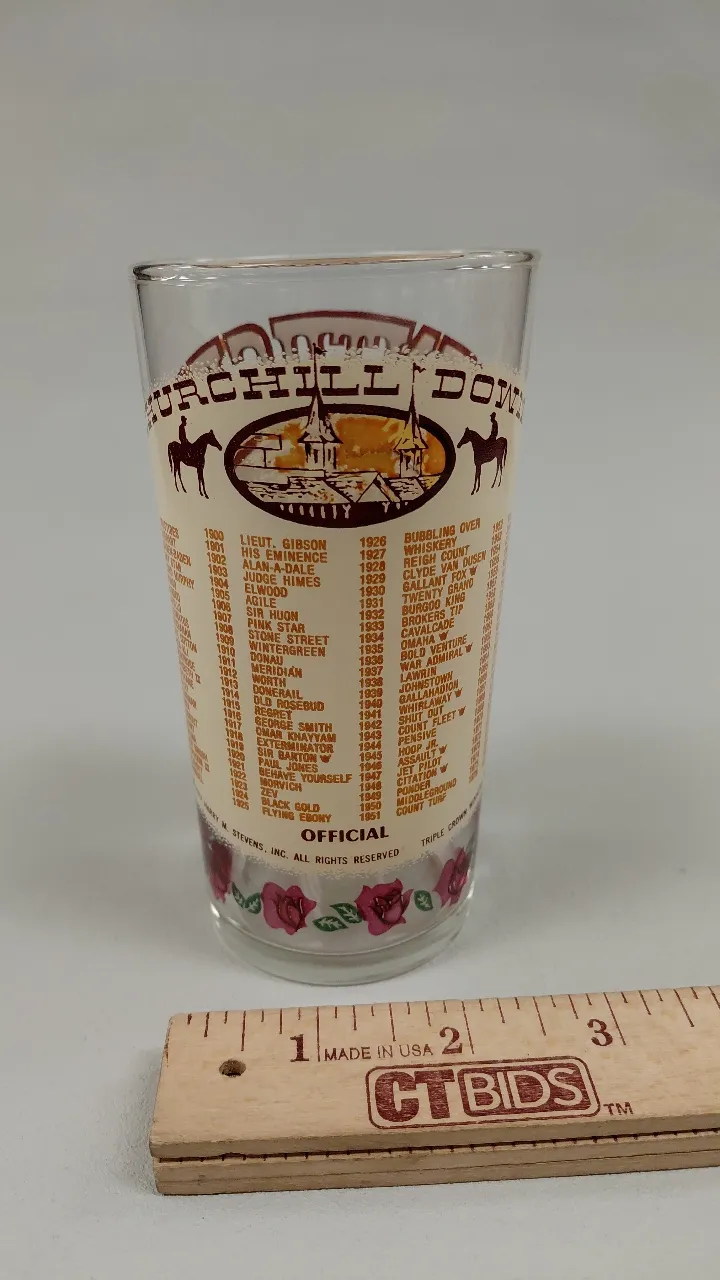 HURCHILL DOWN
1900 LIEUT. GIBSON
1901 HIS EMINENCE
1902 ALAN-A-DALE
1903 JUDGE HIMES
1904 ELWOOD
1905 AGILE
1906 SIR HUON
1907 PINK STAR
1908 STONE STREET
1909 WINTERGREEN
1910 DONAU
1911 MERIDIAN
1912 WORTH
1913 DONERAIL
1914 OLD ROSEBUD
1915 REGRET
1916 GEORGE SMITH
1917 OMAR KHAYYAM
1918 EXTERMINATOR
1919 SIR BARTON
1920 PAUL JONES
1921 BEHAVE YOURSELF
1922 MORVICH
1923 ZEV
1924 BLACK GOLD
1925 FLYING EBONY
1926 BUBBLING OVER
1927 WHISKERY
1928 REIGH COUNT
1929 CLYDE VAN DUSEN
1930 GALLANT FOX
1931 TWENTY GRAND
1932 BURGOO KING
1933 BROKERS TIP
1934 CAVALCADE
1935 OMAHA
1936 BOLD VENTURE
1937 WAR ADMIRAL
1938 LAWRIN
1939 JOHNSTOWN
1940 GALLAHADION
1941 WHIRLAWAY
1942 SHUT OUT
1943 COUNT FLEET
1944 PENSIVE
1945 HOOP JR.
1946 ASSAULT
1947 JET PILOT
1948 CITATION
1949 PONDER
1950 MIDDLEGROUND
1951 COUNT TURF
OFFICIAL
M. STEVENS, INC. ALL RIGHTS RESERVED
TRIPLE CROWN
1 MADE IN USA 2 3
CTBIDS TM